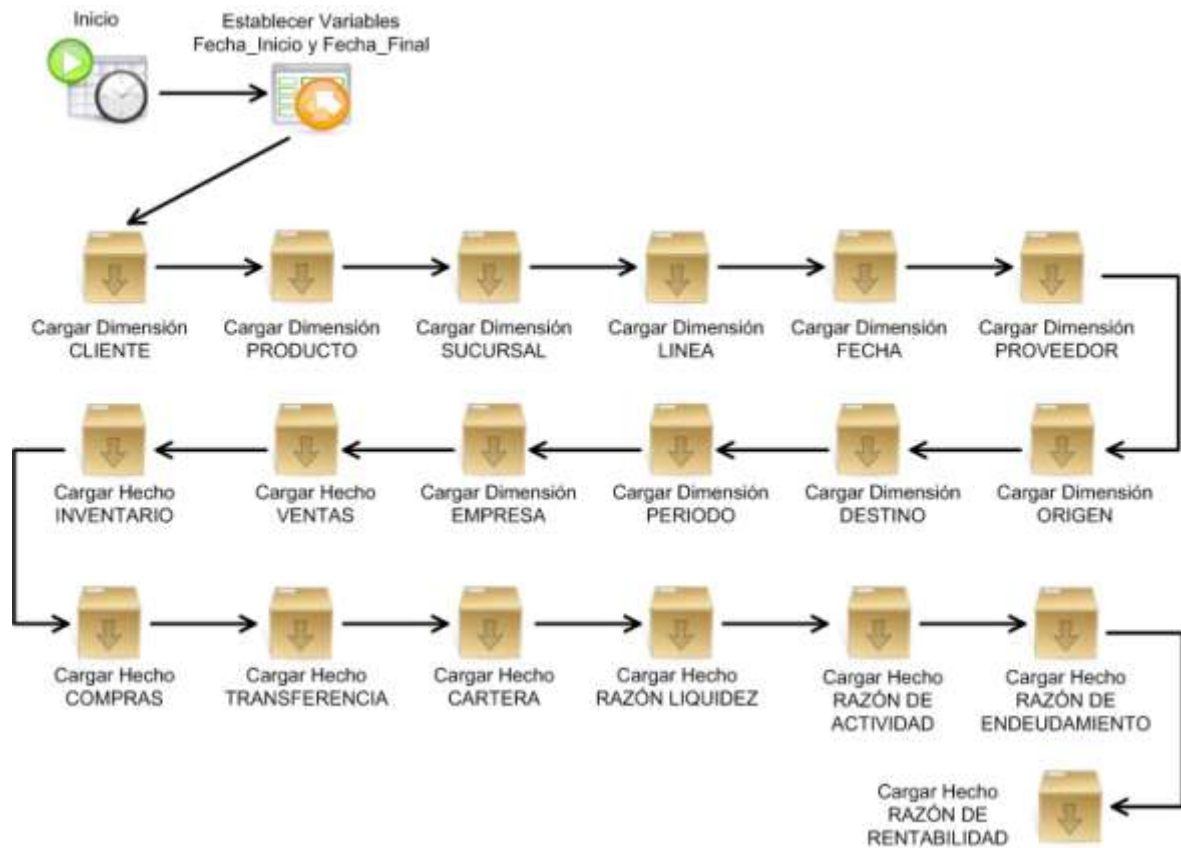 Inicio
Establecer Variables
Fecha_Inicio y Fecha_Final
Cargar Dimensión
CLIENTE
Cargar Dimensión
PRODUCTO
Cargar Dimensión
SUCURSAL
Cargar Dimensión
LINEA
Cargar Dimensión
FECHA
Cargar Dimensión
PROVEEDOR
Cargar Hecho
INVENTARIO
Cargar Hecho
VENTAS
Cargar Dimensión
EMPRESA
Cargar Dimensión
PERIODO
Cargar Dimensión
DESTINO
Cargar Dimensión
ORIGEN
Cargar Hecho
COMPRAS
Cargar Hecho
TRANSFERENCIA
Cargar Hecho
CARTERA
Cargar Hecho
RAZÓN LIQUIDEZ
Cargar Hecho
RAZÓN DE
ACTIVIDAD
Cargar Hecho
RAZÓN DE
ENDEUDAMIENTO
Cargar Hecho
RAZÓN DE
RENTABILIDAD